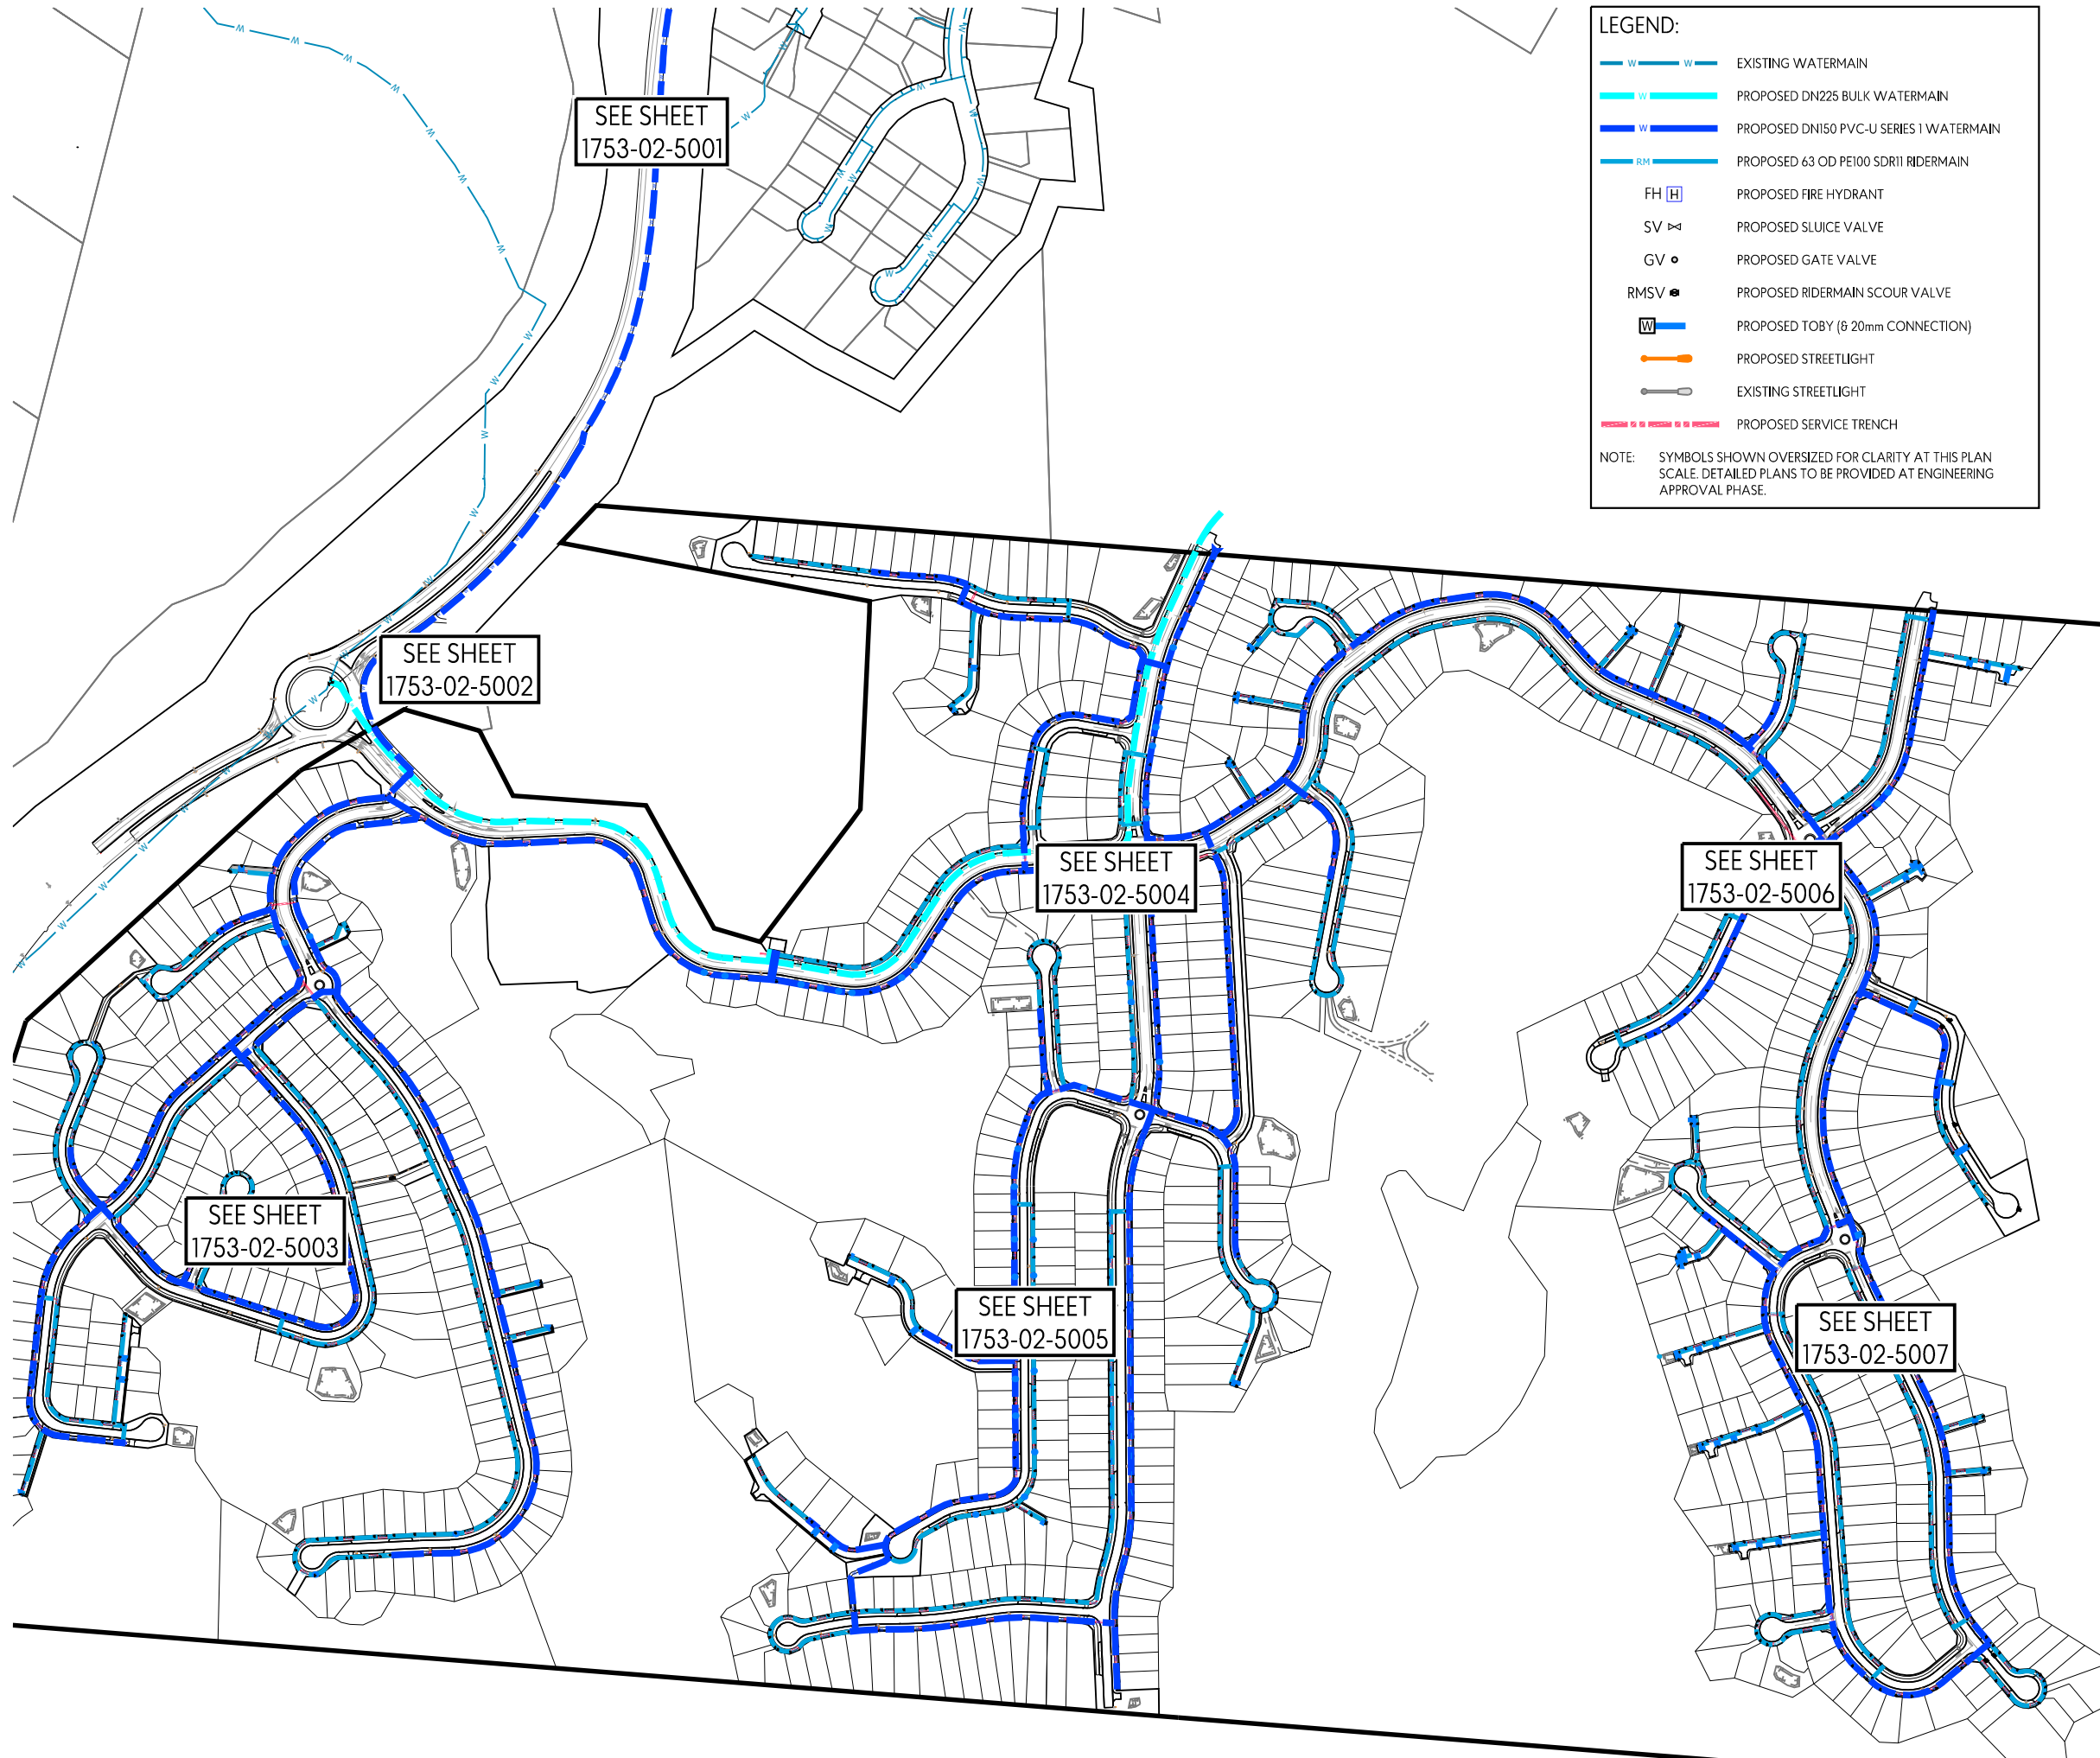 LEGEND:
W W EXISTING WATERMAIN
W PROPOSED DN225 BULK WATERMAIN
W PROPOSED DN150 PVC-U SERIES 1 WATERMAIN
RM PROPOSED 63 OD PE100 SDR11 RIDERMAIN
FH H PROPOSED FIRE HYDRANT
SV PROPOSED SLUICE VALVE
GV PROPOSED GATE VALVE
RMSV PROPOSED RIDERMAIN SCOUR VALVE
W PROPOSED TOBY (& 20mm CONNECTION)
PROPOSED STREETLIGHT
EXISTING STREETLIGHT
PROPOSED SERVICE TRENCH
NOTE: SYMBOLS SHOWN OVERSIZED FOR CLARITY AT THIS PLAN
SCALE. DETAILED PLANS TO BE PROVIDED AT ENGINEERING
APPROVAL PHASE.
SEE SHEET
1753-02-5001
SEE SHEET
1753-02-5002
SEE SHEET
1753-02-5004
SEE SHEET
1753-02-5006
SEE SHEET
1753-02-5003
SEE SHEET
1753-02-5005
SEE SHEET
1753-02-5007